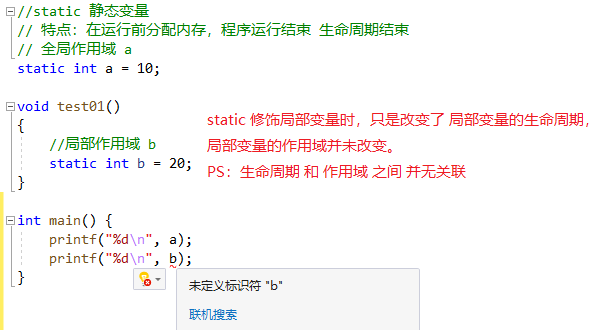 //static 静态变量
// 特点：在运行前分配内存，程序运行结束 生命周期结束
// 全局作用域 a
static int a = 10;
void test01()
{
//局部作用域 b
static int b = 20;
}
static 修饰局部变量时，只是改变了 局部变量的生命周期，
局部变量的作用域并未改变。
PS：生命周期 和 作用域 之间 并无关联
int main() {
printf("%d\n", a);
printf("%d\n", b);
}
未定义标识符 "b"
联机搜索